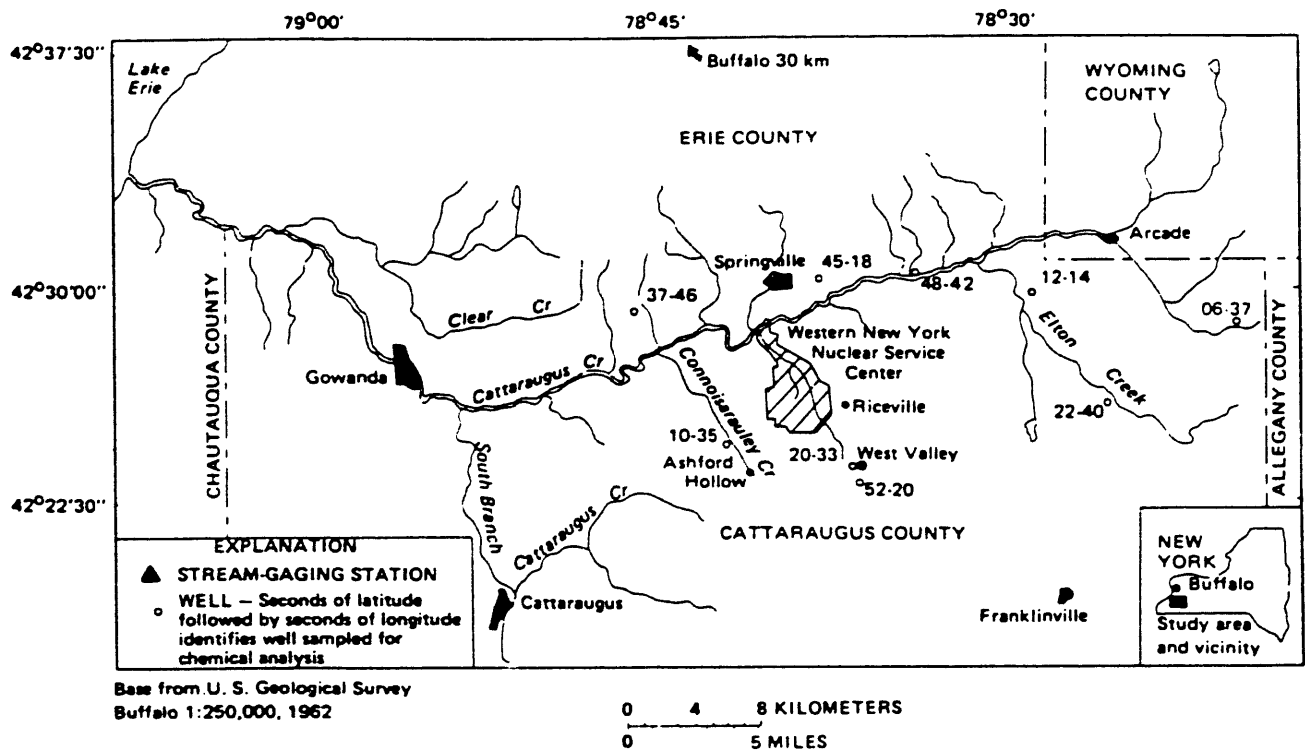 79°00'
78°45'
78°30'
42°37'30"
Lake
Erie
Buffalo 30 km
WYOMING
COUNTY
ERIE COUNTY
Arcade
Springville
45-18
48-42
12-14
42°30'00"
37-46
06-37
Clear Cr
Elton
Creek
Western New York
Nuclear Service
Center
CHAUTAUQUA COUNTY
Gowanda
Cattaraugus Cr
Connoisarauley Cr
Riceville
22-40
ALLEGANY COUNTY
10-35
Ashford
Hollow
20-33
West Valley
52-20
South Branch
Cattaraugus Cr
42°22'30"
CATTARAUGUS COUNTY
EXPLANATION
STREAM-GAGING STATION
WELL — Seconds of latitude
followed by seconds of longitude
identifies well sampled for
chemical analysis
Cattaraugus
Franklinville
NEW
YORK
Buffalo
Study area
and vicinity
Base from U. S. Geological Survey
Buffalo 1:250,000, 1962
0 4 8 KILOMETERS
0 5 MILES